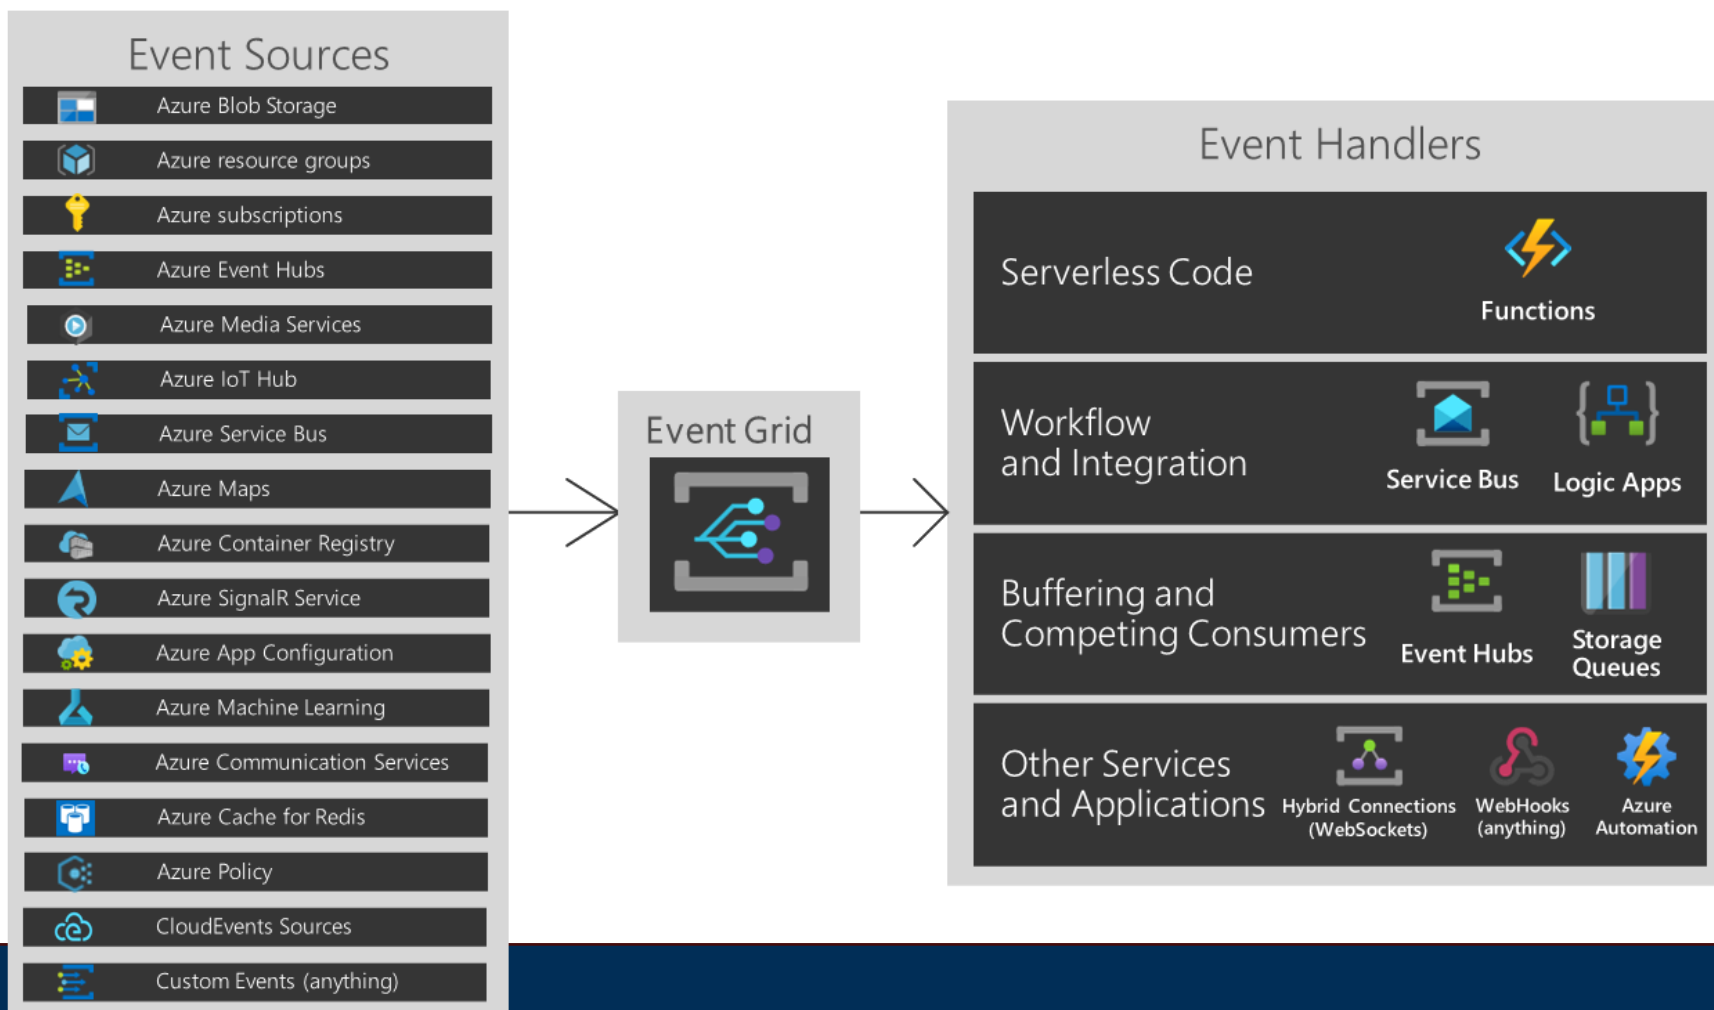 Event Sources
Azure Blob Storage
Azure resource groups
Azure subscriptions
Azure Event Hubs
Azure Media Services
Azure IoT Hub
Azure Service Bus
Azure Maps
Azure Container Registry
Azure SignalR Service
Azure App Configuration
Azure Machine Learning
Azure Communication Services
Azure Cache for Redis
Azure Policy
CloudEvents Sources
Custom Events (anything)
Event Grid
Event Handlers
Serverless Code
Functions
Workflow
and Integration
Service Bus
Logic Apps
Buffering and
Competing Consumers
Event Hubs
Storage
Queues
Other Services
and Applications
Hybrid Connections
(WebSockets)
WebHooks
(anything)
Azure
Automation